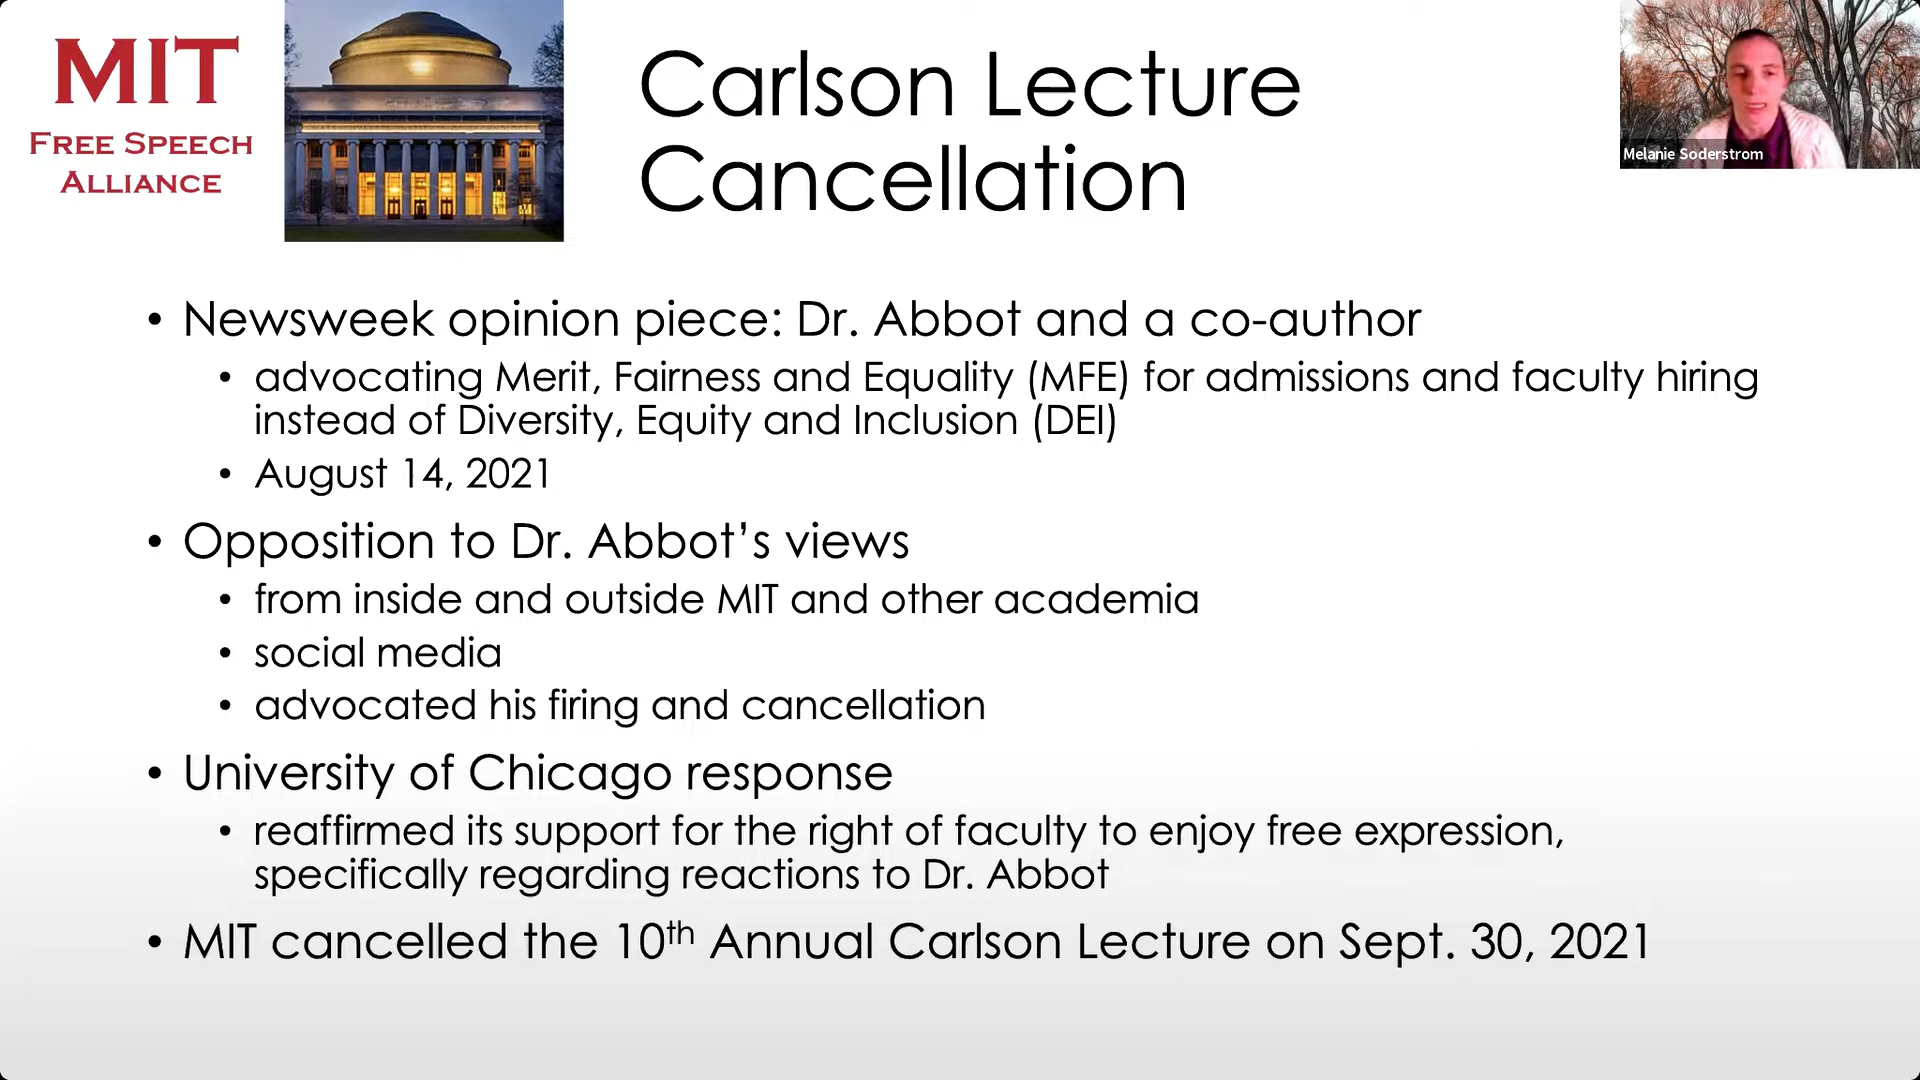 MIT
FREE SPEECH
ALLIANCE
Carlson Lecture
Cancellation
Melanie Soderstrom
• Newsweek opinion piece: Dr. Abbot and a co-author
• advocating Merit, Fairness and Equality (MFE) for admissions and faculty hiring
instead of Diversity, Equity and Inclusion (DEI)
• August 14, 2021
• Opposition to Dr. Abbot’s views
• from inside and outside MIT and other academia
• social media
• advocated his firing and cancellation
• University of Chicago response
• reaffirmed its support for the right of faculty to enjoy free expression,
specifically regarding reactions to Dr. Abbot
• MIT cancelled the 10th Annual Carlson Lecture on Sept. 30, 2021